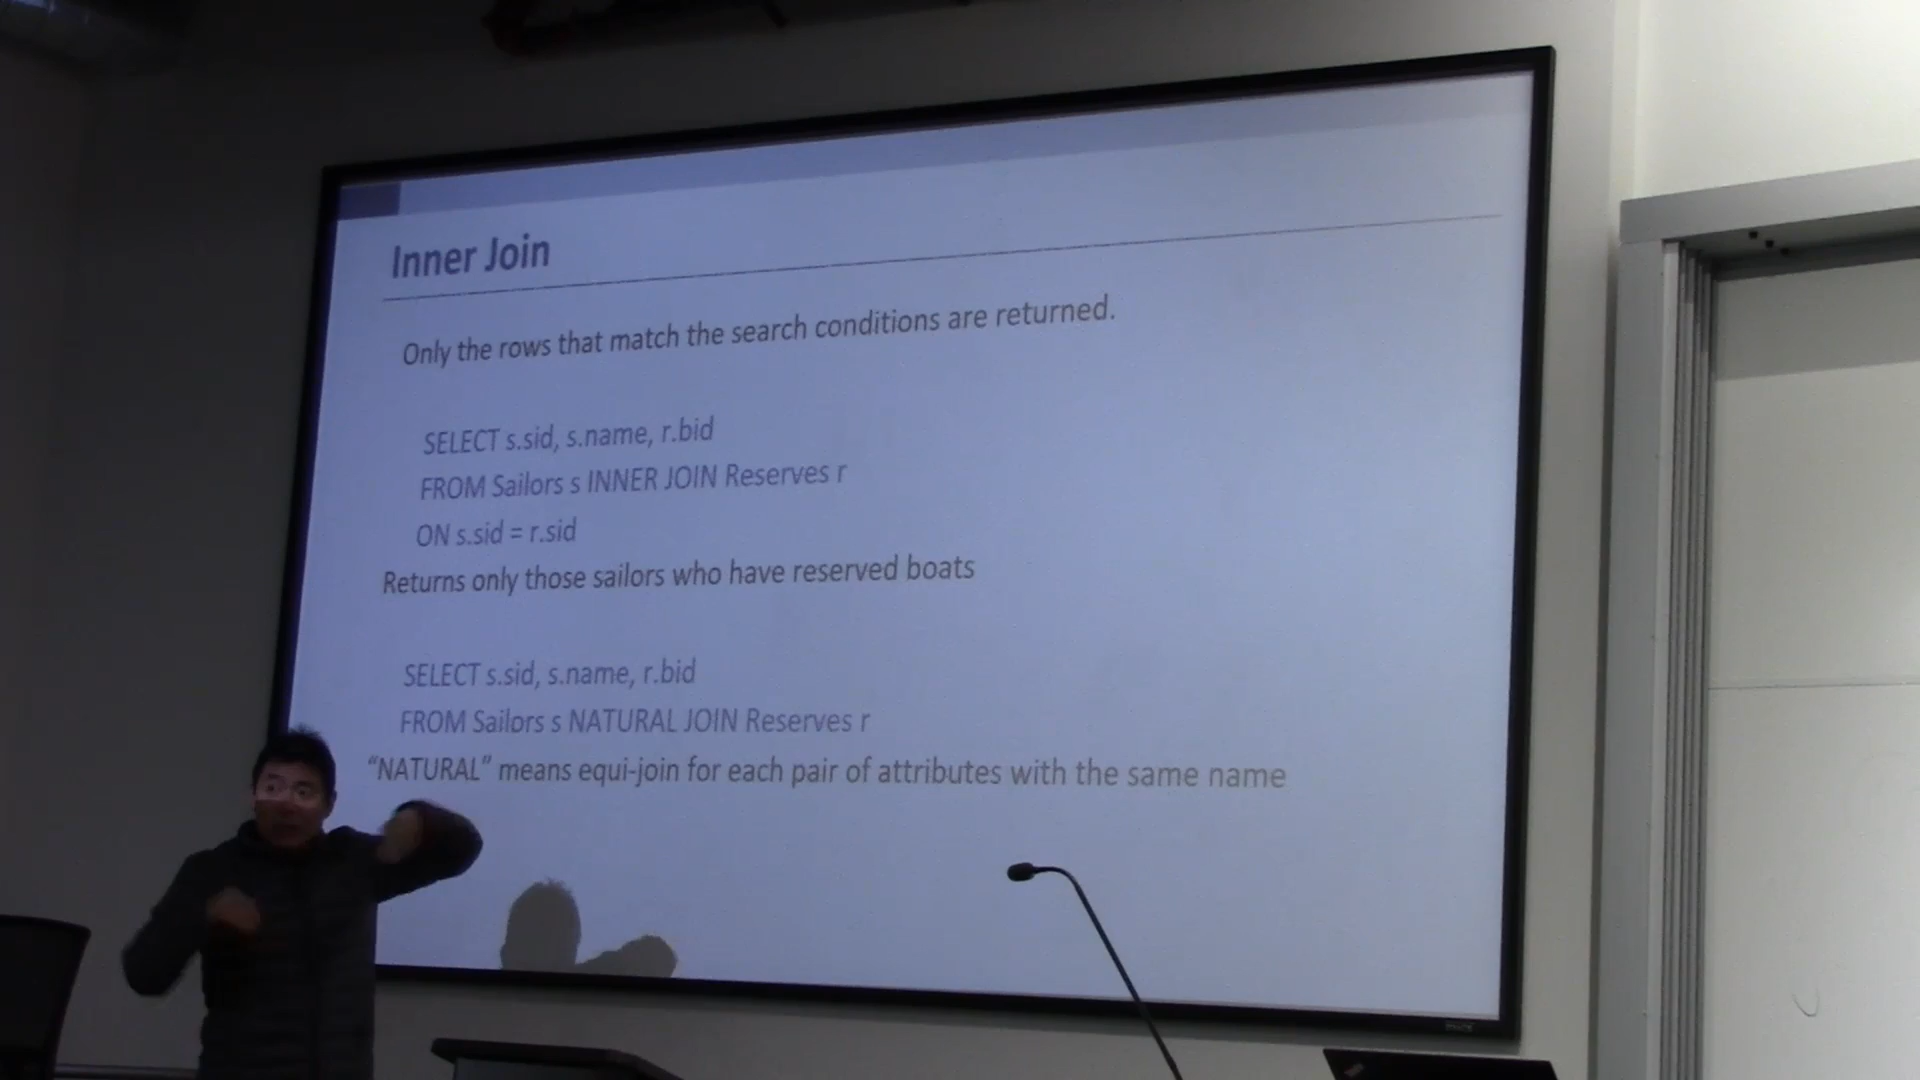 Inner Join
Only the rows that match the search conditions are returned.
SELECT s.sid, s.name, r.bid
FROM Sailors s INNER JOIN Reserves r
ON s.sid = r.sid
Returns only those sailors who have reserved boats
SELECT s.sid, s.name, r.bid
FROM Sailors s NATURAL JOIN Reserves r
“NATURAL” means equi-join for each pair of attributes with the same name